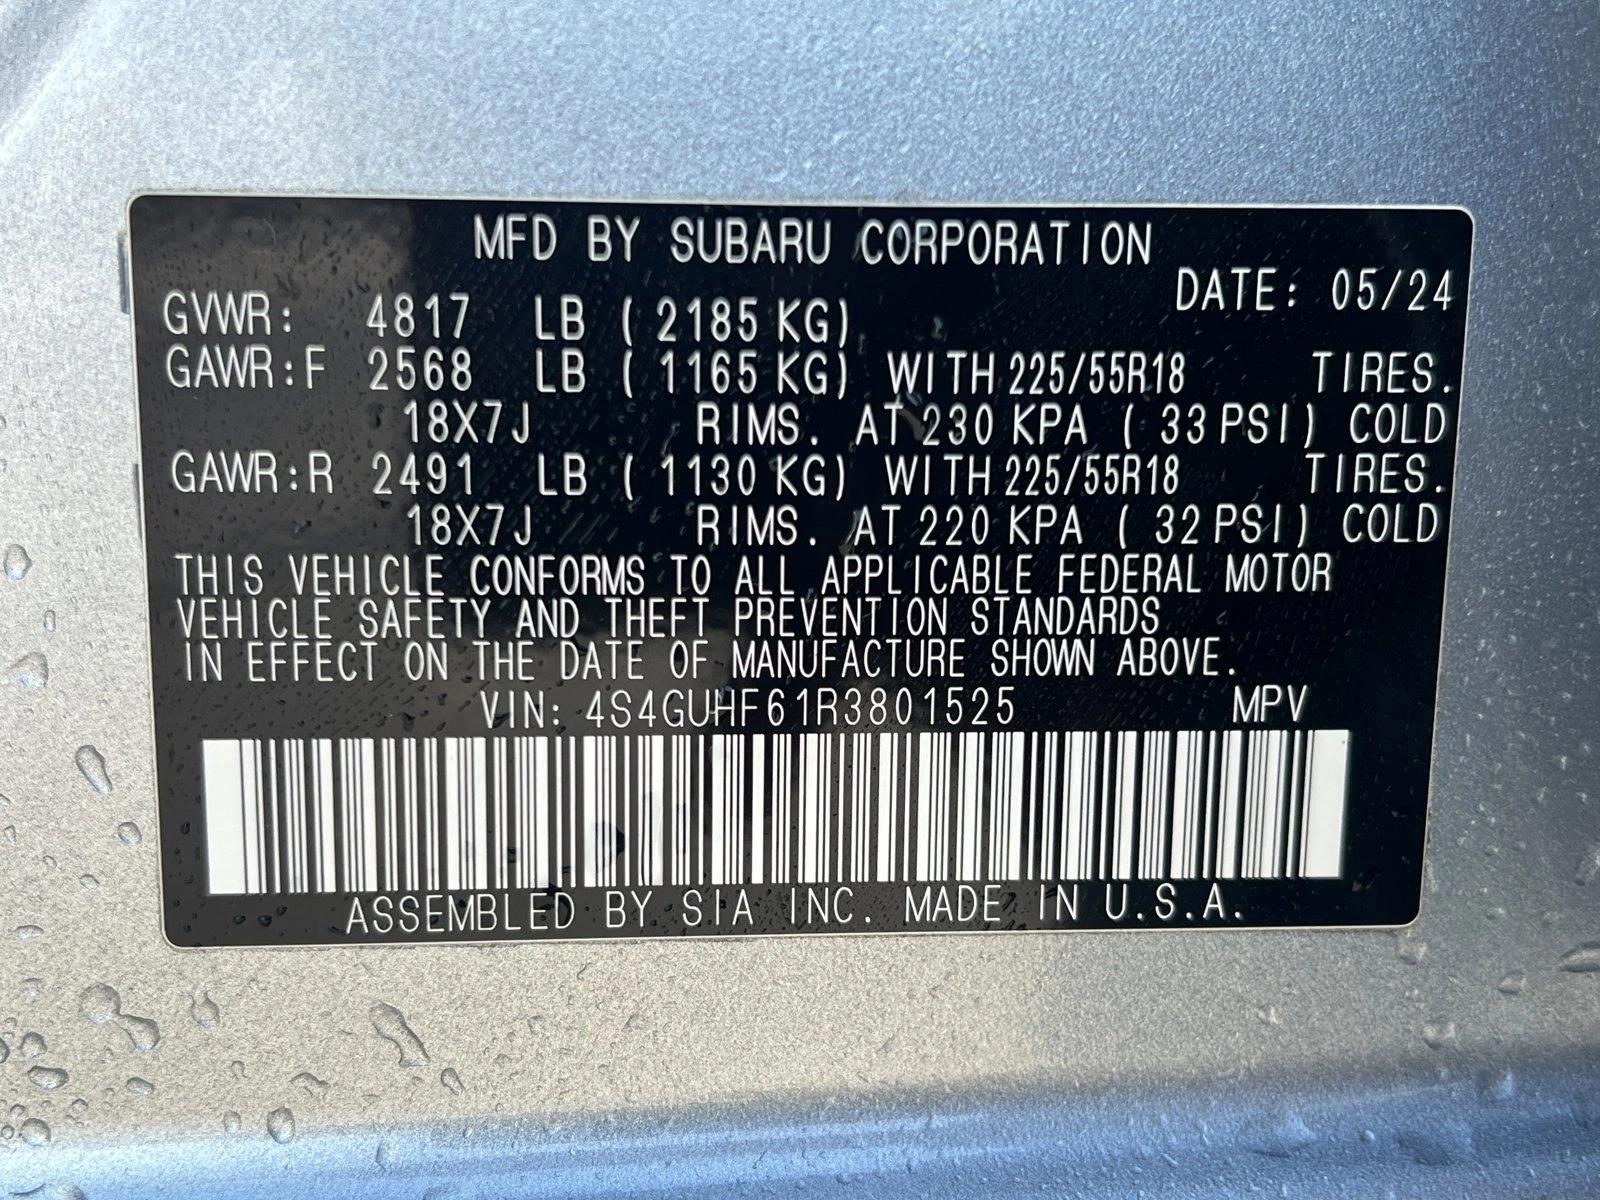 MFD BY SUBARU CORPORATION
DATE: 05/24
GVWR: 4817 LB ( 2185 KG)
GAWR:F 2568 LB ( 1165 KG) WITH 225/55R18 TIRES.
18X7J RIMS. AT 230 KPA ( 33 PSI) COLD
GAWR:R 2491 LB ( 1130 KG) WITH 225/55R18 TIRES.
18X7J RIMS. AT 220 KPA ( 32 PSI) COLD
THIS VEHICLE CONFORMS TO ALL APPLICABLE FEDERAL MOTOR
VEHICLE SAFETY AND THEFT PREVENTION STANDARDS
IN EFFECT ON THE DATE OF MANUFACTURE SHOWN ABOVE.
VIN: 4S4GUHF61R3801525 MPV
ASSEMBLED BY SIA INC. MADE IN U.S.A.